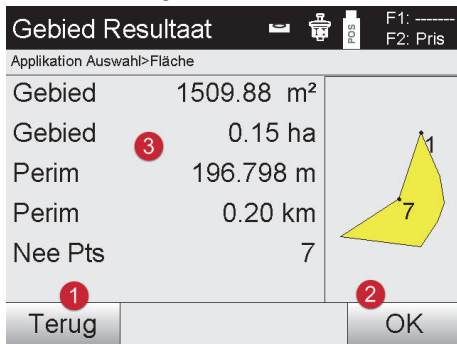 Gebied Resultaat
POS
F1: -------
F2: Pris
Applikation Auswahl>Fläche
Gebied 1509.88 m²
Gebied 0.15 ha
3
Perim 196.798 m
Perim 0.20 km
Nee Pts 7
1
7
1
2
Terug
OK